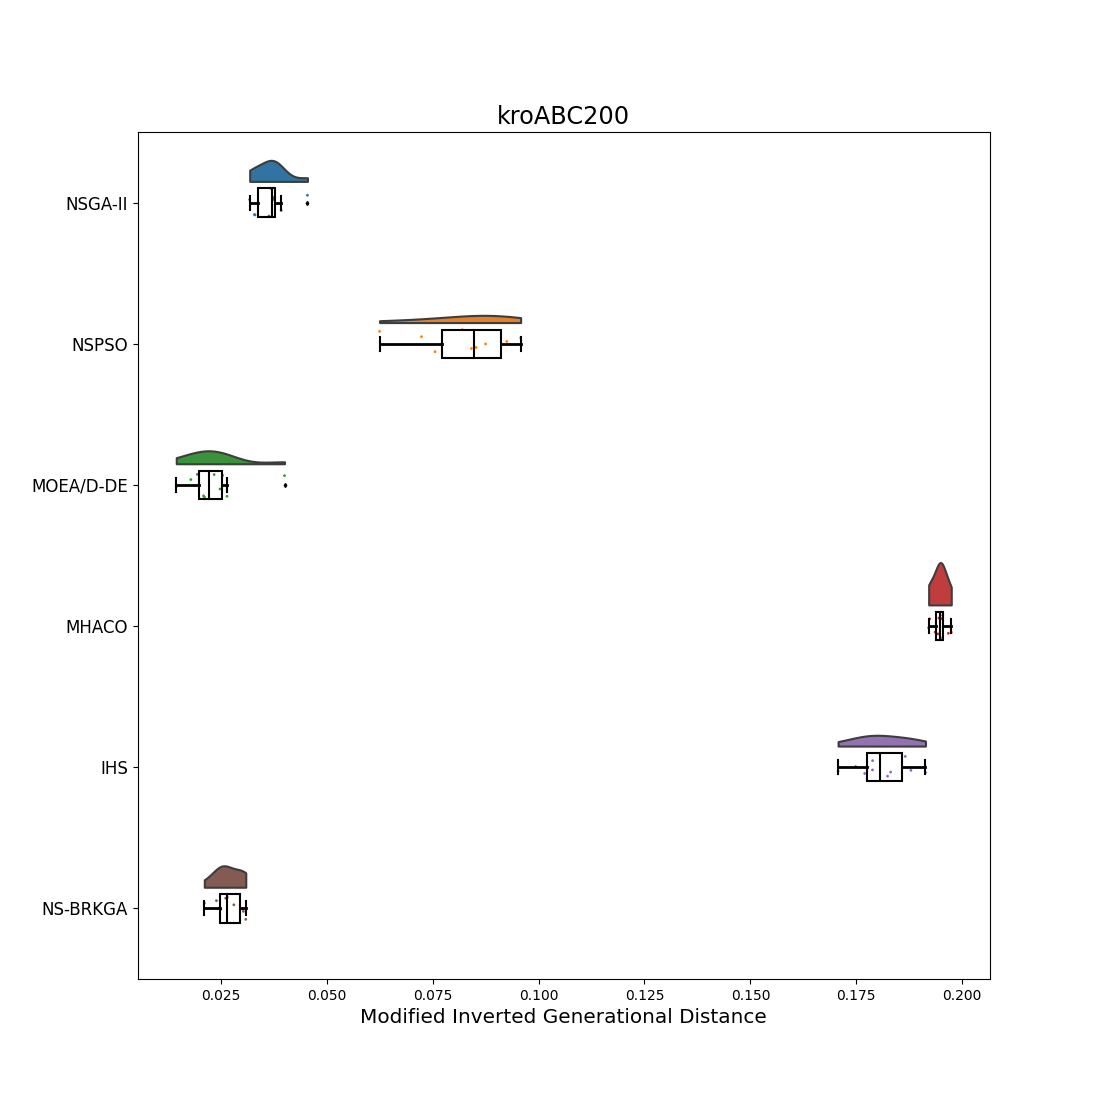 kroABC200
NSGA-II
NSPSO
MOEA/D-DE
MHACO
IHS
NS-BRKGA
0.025 0.050 0.075 0.100 0.125 0.150 0.175 0.200
Modified Inverted Generational Distance